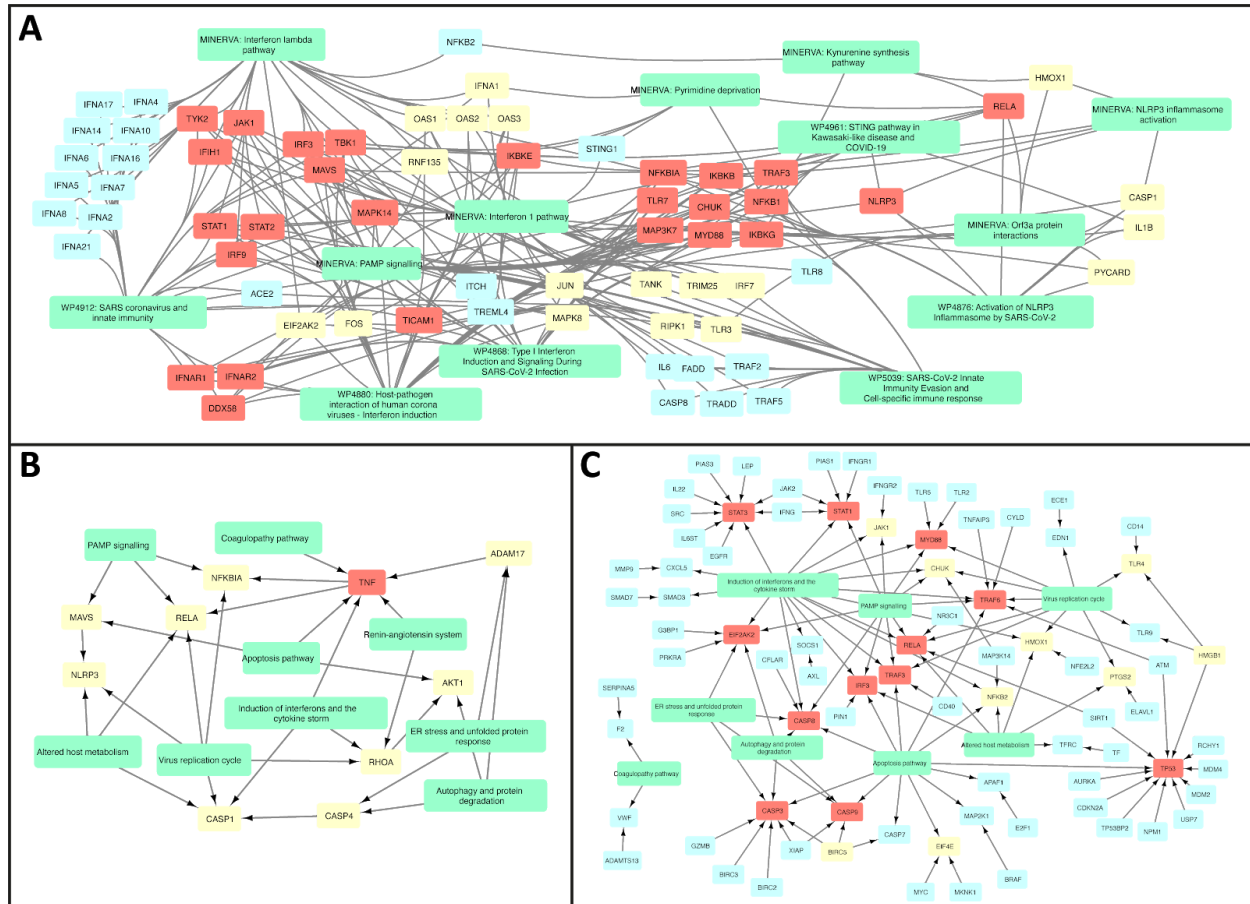 A
MINERVA: Interferon lambda
pathway
NFKB2
MINERVA: Kynurenine synthesis
pathway
IFNA1
HMOX1
MINERVA: Pyrimidine deprivation
IFNA17
IFNA4
RELA
MINERVA: NLRP3 inflammasome
activation
TYK2
JAK1
OAS1
OAS2
OAS3
IFNA14
IFNA10
WP4961: STING pathway in
Kawasaki-like disease and
COVID-19
IRF3
TBK1
STING1
IFIH1
IKBKE
IFNA6
IFNA16
RNF135
MAVS
NFKBIA
IKBKB
TRAF3
IFNA5
IFNA7
CASP1
NLRP3
TLR7
CHUK
NFKB1
IFNA8
IFNA2
MAPK14
MINERVA: Interferon 1 pathway
STAT1
STAT2
IL1B
MINERVA: Orf3a protein
interactions
IFNA21
MAP3K7
MYD88
IKBKG
IRF9
MINERVA: PAMP signalling
TLR8
PYCARD
ITCH
JUN
TANK
TRIM25
IRF7
ACE2
WP4912: SARS coronavirus and
innate immunity
TREML4
WP4876: Activation of NLRP3
Inflammasome by SARS-CoV-2
EIF2AK2
FOS
TICAM1
MAPK8
RIPK1
TLR3
WP4868: Type I Interferon
Induction and Signaling During
SARS-CoV-2 Infection
IL6
FADD
TRAF2
IFNAR1
IFNAR2
WP5039: SARS-CoV-2 Innate
Immunity Evasion and
Cell-specific immune response
WP4880: Host-pathogen
interaction of human corona
viruses - Interferon induction
CASP8
TRADD
TRAF5
DDX58
B
Coagulopathy pathway
PAMP signalling
ADAM17
NFKBIA
TNF
MAVS
RELA
Renin-angiotensin system
Apoptosis pathway
NLRP3
AKT1
Induction of interferons and the
cytokine storm
ER stress and unfolded protein
response
Altered host metabolism
Virus replication cycle
RHOA
Autophagy and protein
degradation
CASP1
CASP4
C
PIAS3
LEP
PIAS1
IFNGR1
IL22
JAK2
IFNGR2
TLR5
TLR2
ECE1
SRC
STAT3
IFNG
STAT1
JAK1
TNFAIP3
CYLD
EDN1
CD14
IL6ST
MYD88
EGFR
TLR4
MMP9
CXCL5
CHUK
Induction of interferons and the
cytokine storm
SMAD7
SMAD3
PAMP signalling
TRAF6
Virus replication cycle
NR3C1
G3BP1
EIF2AK2
SOCS1
RELA
HMOX1
TLR9
HMGB1
PRKRA
CFLAR
AXL
MAP3K14
NFE2L2
ATM
IRF3
TRAF3
PTGS2
SERPINA5
NFKB2
ER stress and unfolded protein
response
PIN1
CD40
SIRT1
ELAVL1
F2
CASP8
Autophagy and protein
degradation
Altered host metabolism
TFRC
TF
RCHY1
Coagulopathy pathway
Apoptosis pathway
TP53
MDM4
APAF1
AURKA
MDM2
VWF
CASP3
CASP9
MAP2K1
CDKN2A
USP7
TP53BP2
NPM1
ADAMTS13
GZMB
XIAP
BIRC5
CASP7
E2F1
EIF4E
BIRC3
BIRC2
BRAF
MYC
MKNK1